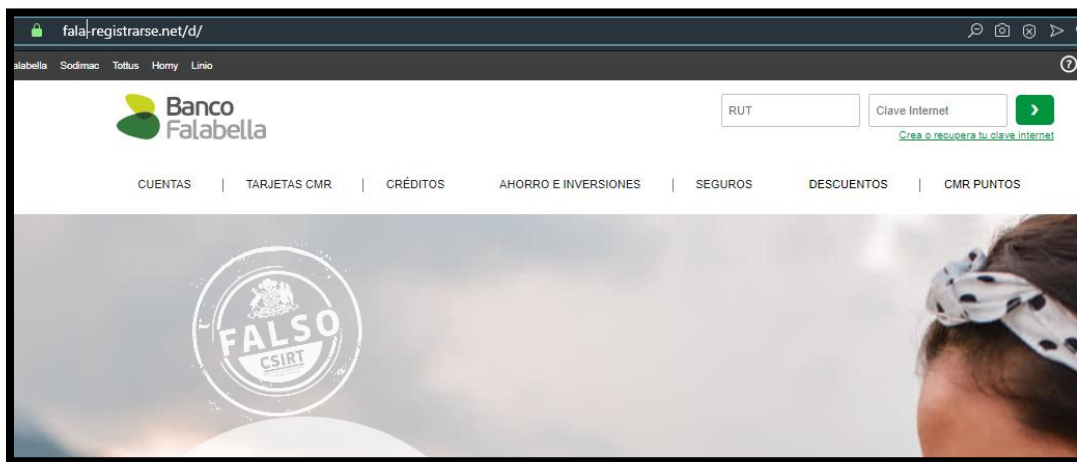 fala-registrarse.net/d/
alabella Sodimac Tottus Homy Linio
Banco
Falabella
RUT
Clave Internet
Crea o recupera tu clave internet
CUENTAS | TARJETAS CMR | CRÉDITOS AHORRO E INVERSIONES | SEGUROS DESCUENTOS | CMR PUNTOS
FALSO
CSIRT